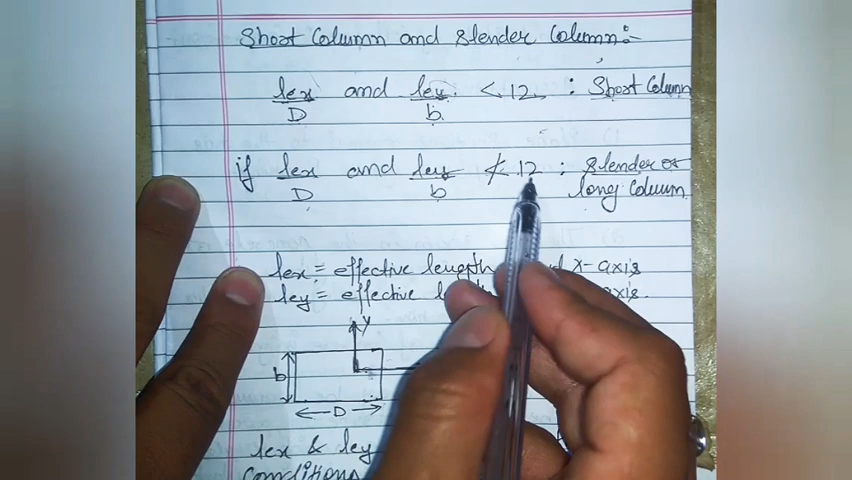 Short Column and Slender Column:-
lex/D and ley/b < 12 : Short Column
if lex/D and ley/b ≮ 12 : Slender or
long Column
lex = effective length x-axis
ley = effective axis.
y
b
D
lex & ley
conditions